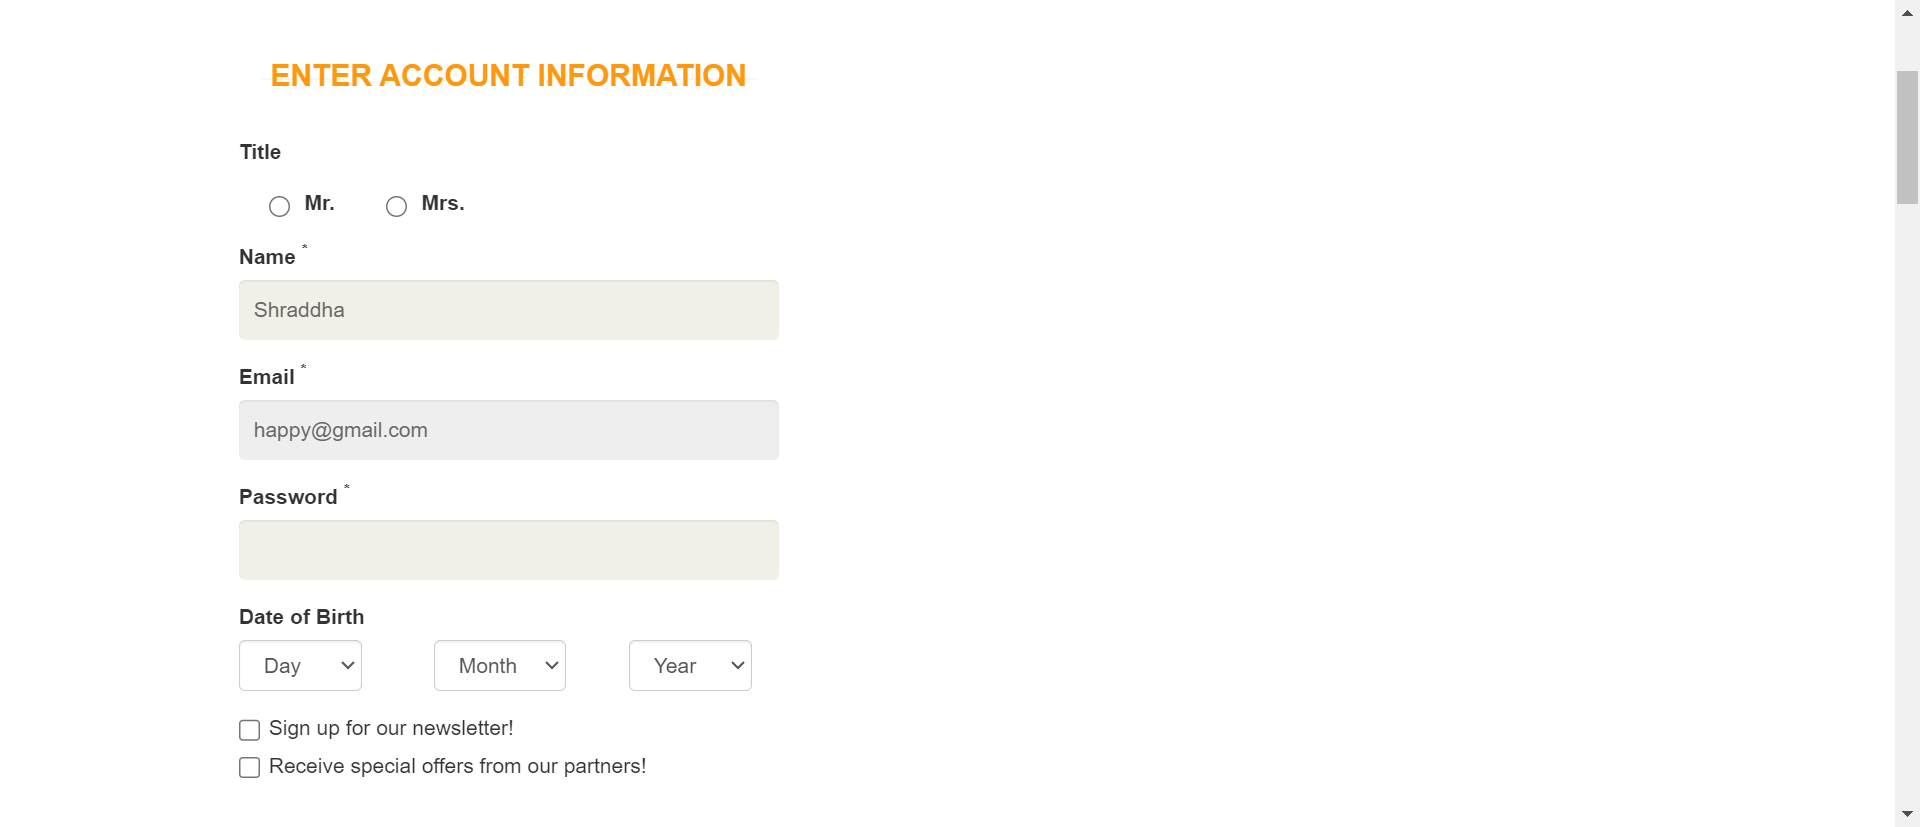 ENTER ACCOUNT INFORMATION
Title
Mr. Mrs.
Name *
Shraddha
Email *
happy@gmail.com
Password *
Date of Birth
Day Month Year
Sign up for our newsletter!
Receive special offers from our partners!